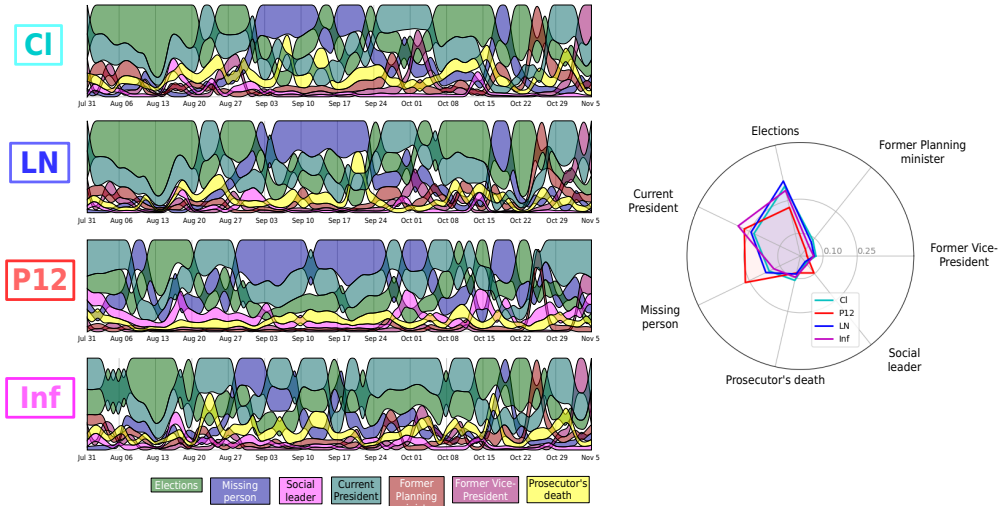 Cl
Jul 31 Aug 06 Aug 13 Aug 20 Aug 27 Sep 03 Sep 10 Sep 17 Sep 24 Oct 01 Oct 08 Oct 15 Oct 22 Oct 29 Nov 5
LN
Jul 31 Aug 06 Aug 13 Aug 20 Aug 27 Sep 03 Sep 10 Sep 17 Sep 24 Oct 01 Oct 08 Oct 15 Oct 22 Oct 29 Nov 5
P12
Jul 31 Aug 06 Aug 13 Aug 20 Aug 27 Sep 03 Sep 10 Sep 17 Sep 24 Oct 01 Oct 08 Oct 15 Oct 22 Oct 29 Nov 5
Inf
Jul 31 Aug 06 Aug 13 Aug 20 Aug 27 Sep 03 Sep 10 Sep 17 Sep 24 Oct 01 Oct 08 Oct 15 Oct 22 Oct 29 Nov 5
Elections
Missing
person
Social
leader
Current
President
Former
Planning
Former Vice-
President
Prosecutor's
death
Elections
Former Planning
minister
Current
President
0.10 0.25
Former Vice-
President
Missing
person
Cl
P12
LN
Inf
Social
leader
Prosecutor's death